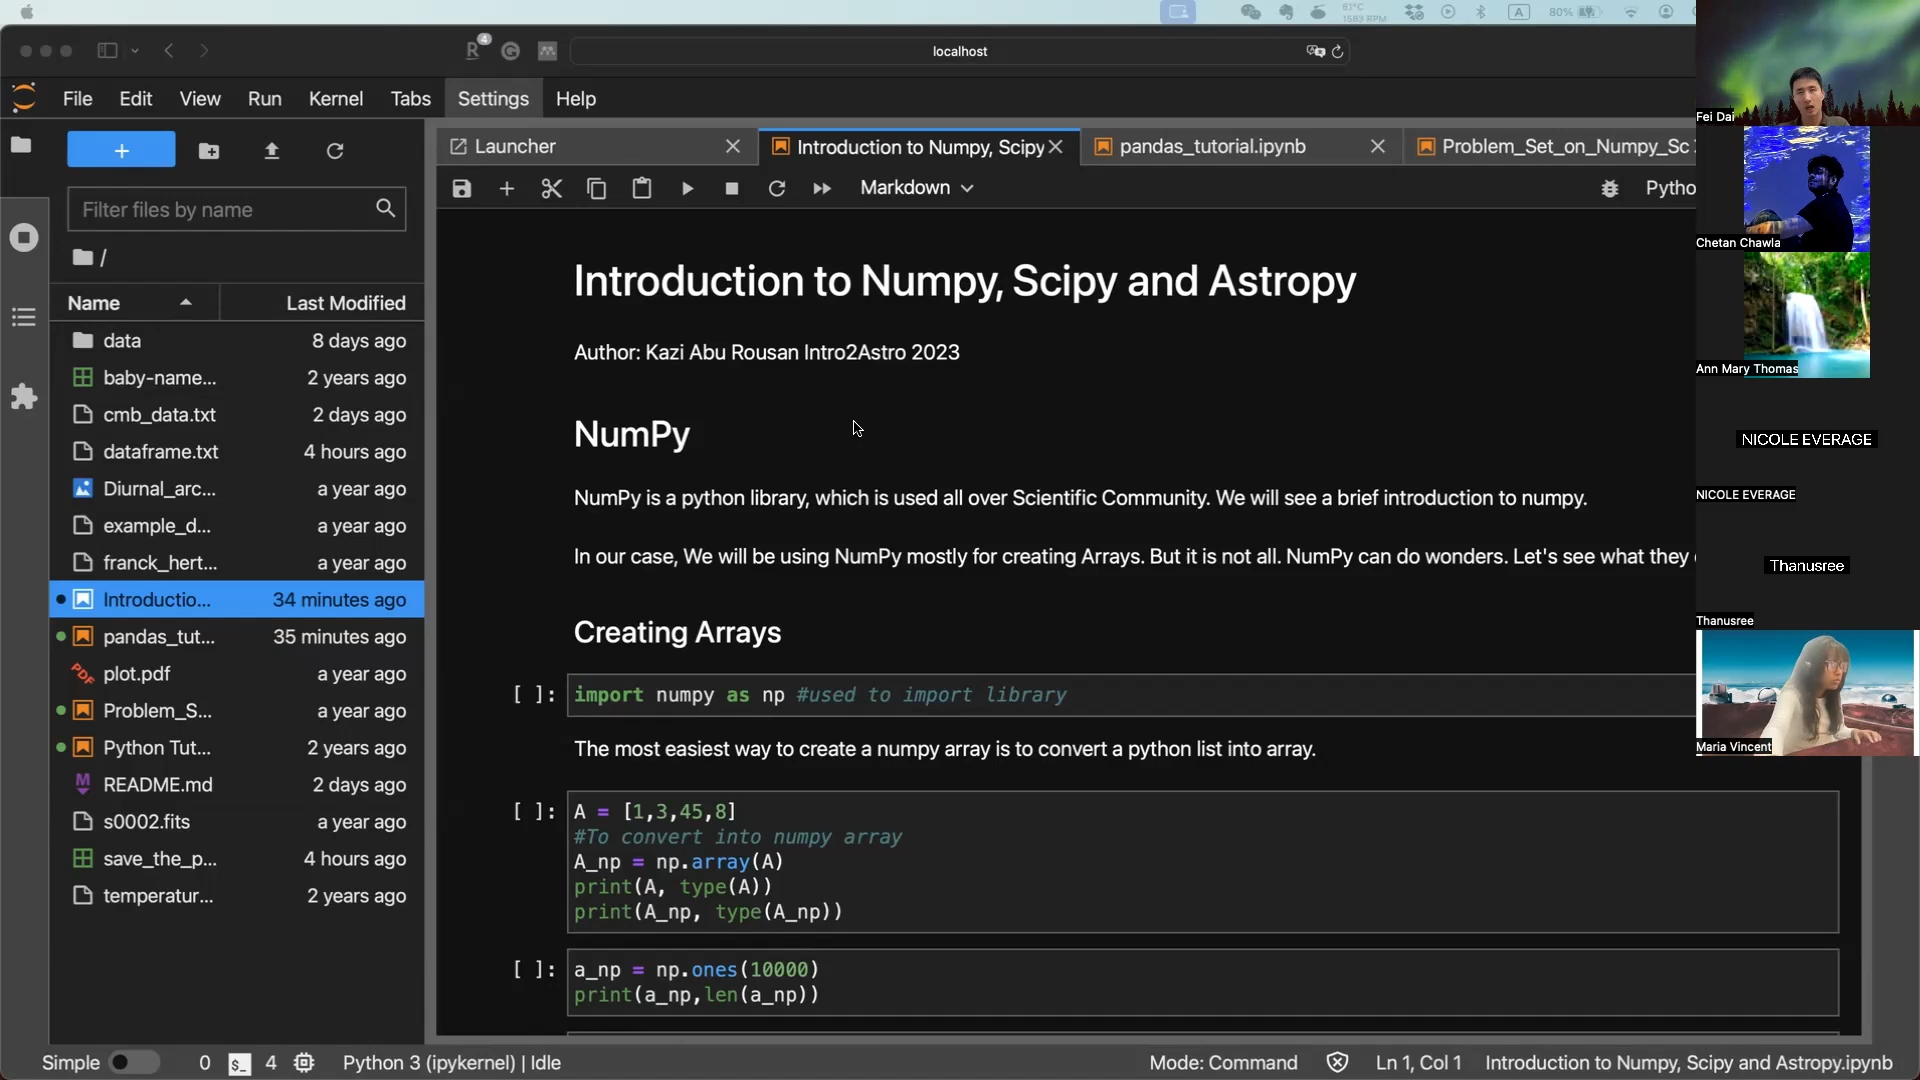 61°C
1583 RPM
A
80%
4
localhost
File Edit View Run Kernel Tabs Settings Help
Launcher
Introduction to Numpy, Scipy
pandas_tutorial.ipynb
Problem_Set_on_Numpy_Sc
Markdown
Pytho
Filter files by name
/
Name Last Modified
data 8 days ago
baby-name... 2 years ago
cmb_data.txt 2 days ago
dataframe.txt 4 hours ago
Diurnal_arc... a year ago
example_d... a year ago
franck_hert... a year ago
Introductio... 34 minutes ago
pandas_tut... 35 minutes ago
plot.pdf a year ago
Problem_S... a year ago
Python Tut... 2 years ago
README.md 2 days ago
s0002.fits a year ago
save_the_p... 4 hours ago
temperatur... 2 years ago
Introduction to Numpy, Scipy and Astropy
Author: Kazi Abu Rousan Intro2Astro 2023
NumPy
NumPy is a python library, which is used all over Scientific Community. We will see a brief introduction to numpy.
In our case, We will be using NumPy mostly for creating Arrays. But it is not all. NumPy can do wonders. Let's see what they
Creating Arrays
[ ]: import numpy as np #used to import library
The most easiest way to create a numpy array is to convert a python list into array.
[ ]: A = [1,3,45,8]
#To convert into numpy array
A_np = np.array(A)
print(A, type(A))
print(A_np, type(A_np))
[ ]: a_np = np.ones(10000)
print(a_np,len(a_np))
Fei Dai
Chetan Chawla
Ann Mary Thomas
NICOLE EVERAGE
NICOLE EVERAGE
Thanusree
Thanusree
Maria Vincent
Simple 0 $_ 4 Python 3 (ipykernel) | Idle Mode: Command Ln 1, Col 1 Introduction to Numpy, Scipy and Astropy.ipynb